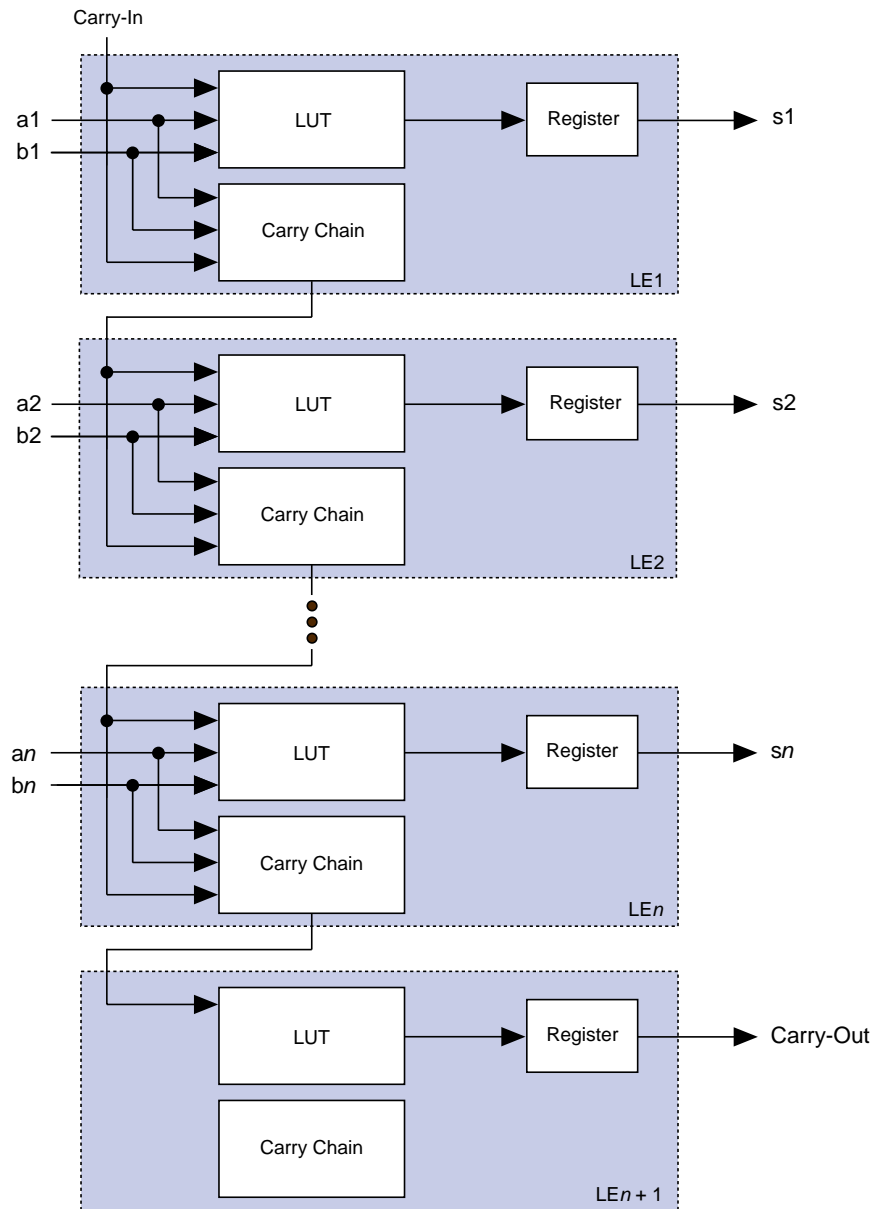 Carry-In
a1
b1
LUT
Register
s1
Carry Chain
LE1
a2
b2
LUT
Register
s2
Carry Chain
LE2
an
bn
LUT
Register
sn
Carry Chain
LEn
LUT
Register
Carry-Out
Carry Chain
LEn + 1